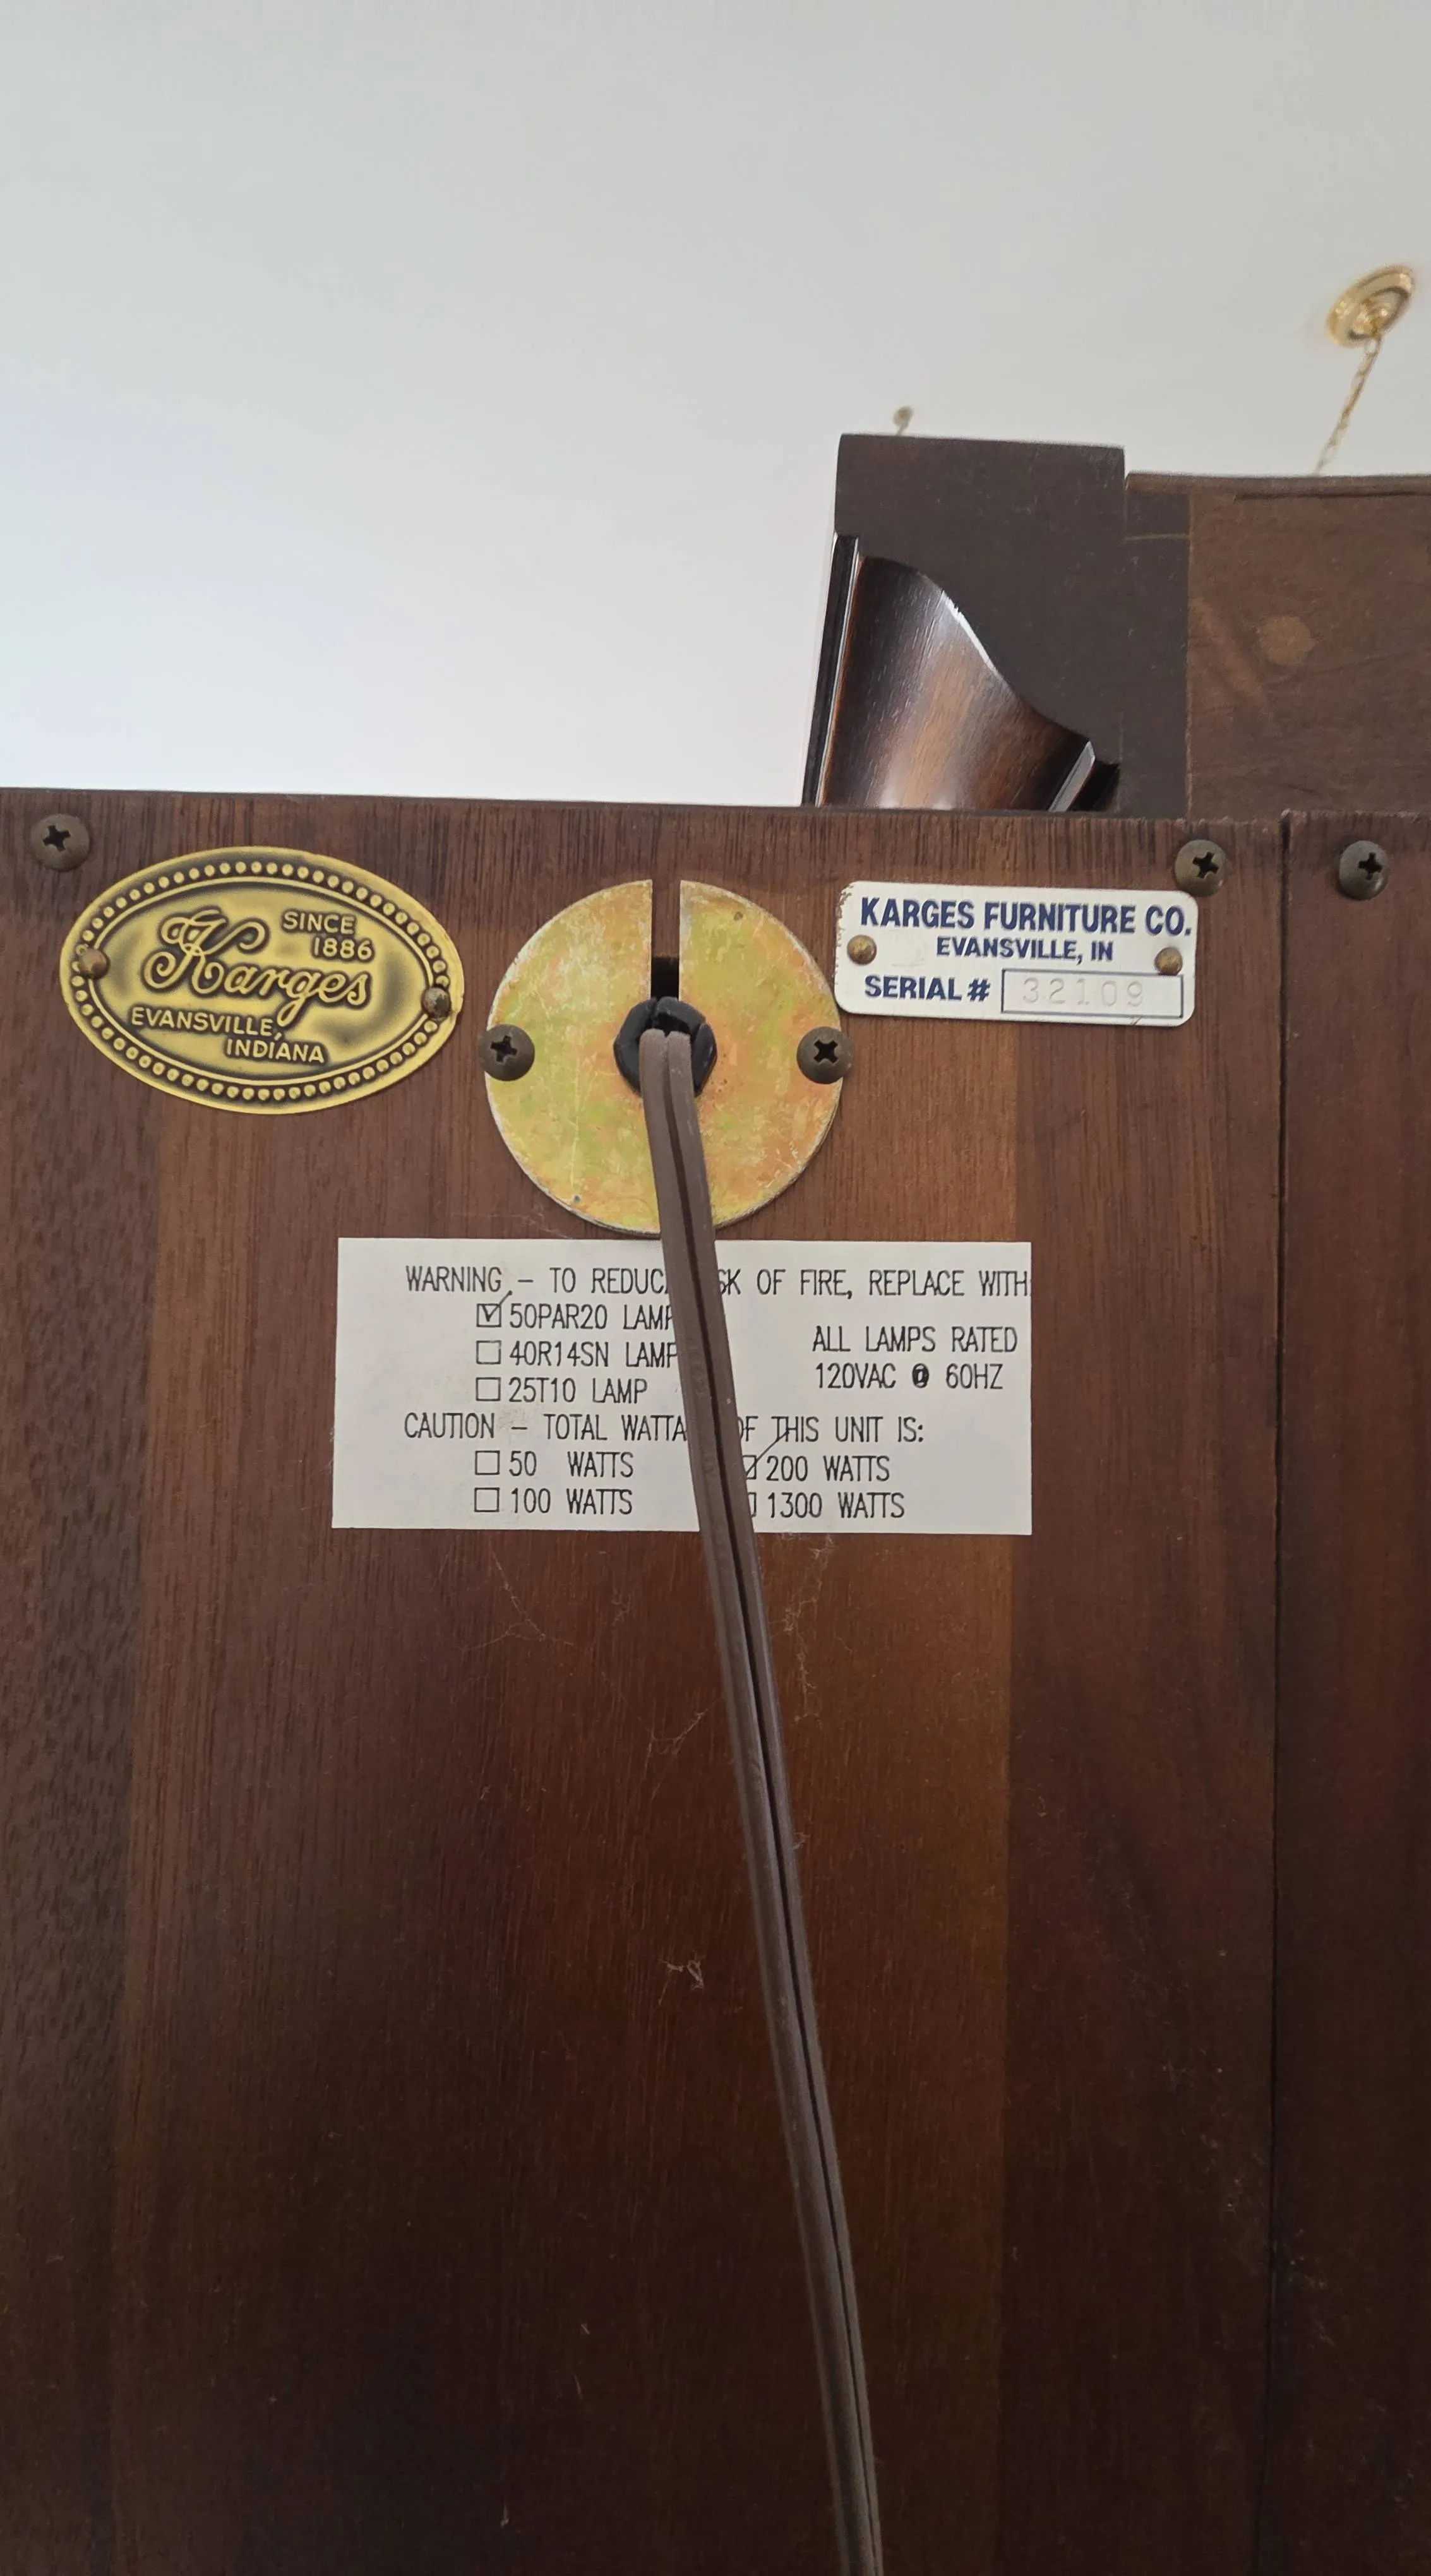 SINCE
1886
Karges
EVANSVILLE,
INDIANA
KARGES FURNITURE CO.
EVANSVILLE, IN
SERIAL # 32109
WARNING - TO REDUC SK OF FIRE, REPLACE WITH:
☑ 50PAR20 LAMP
☐ 40R14SN LAMP
☐ 25T10 LAMP
ALL LAMPS RATED
120VAC @ 60HZ
CAUTION - TOTAL WATTA OF THIS UNIT IS:
☐ 50 WATTS ☑ 200 WATTS
☐ 100 WATTS ☐ 1300 WATTS